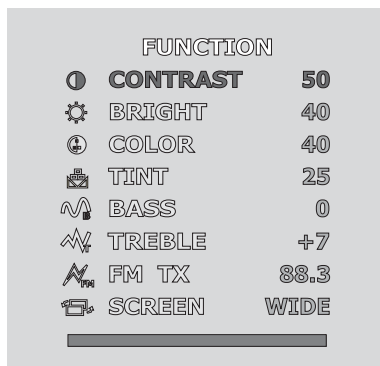 FUNCTION
CONTRAST 50
BRIGHT 40
COLOR 40
TINT 25
B BASS 0
T TREBLE +7
FM FM TX 88.3
SCREEN WIDE